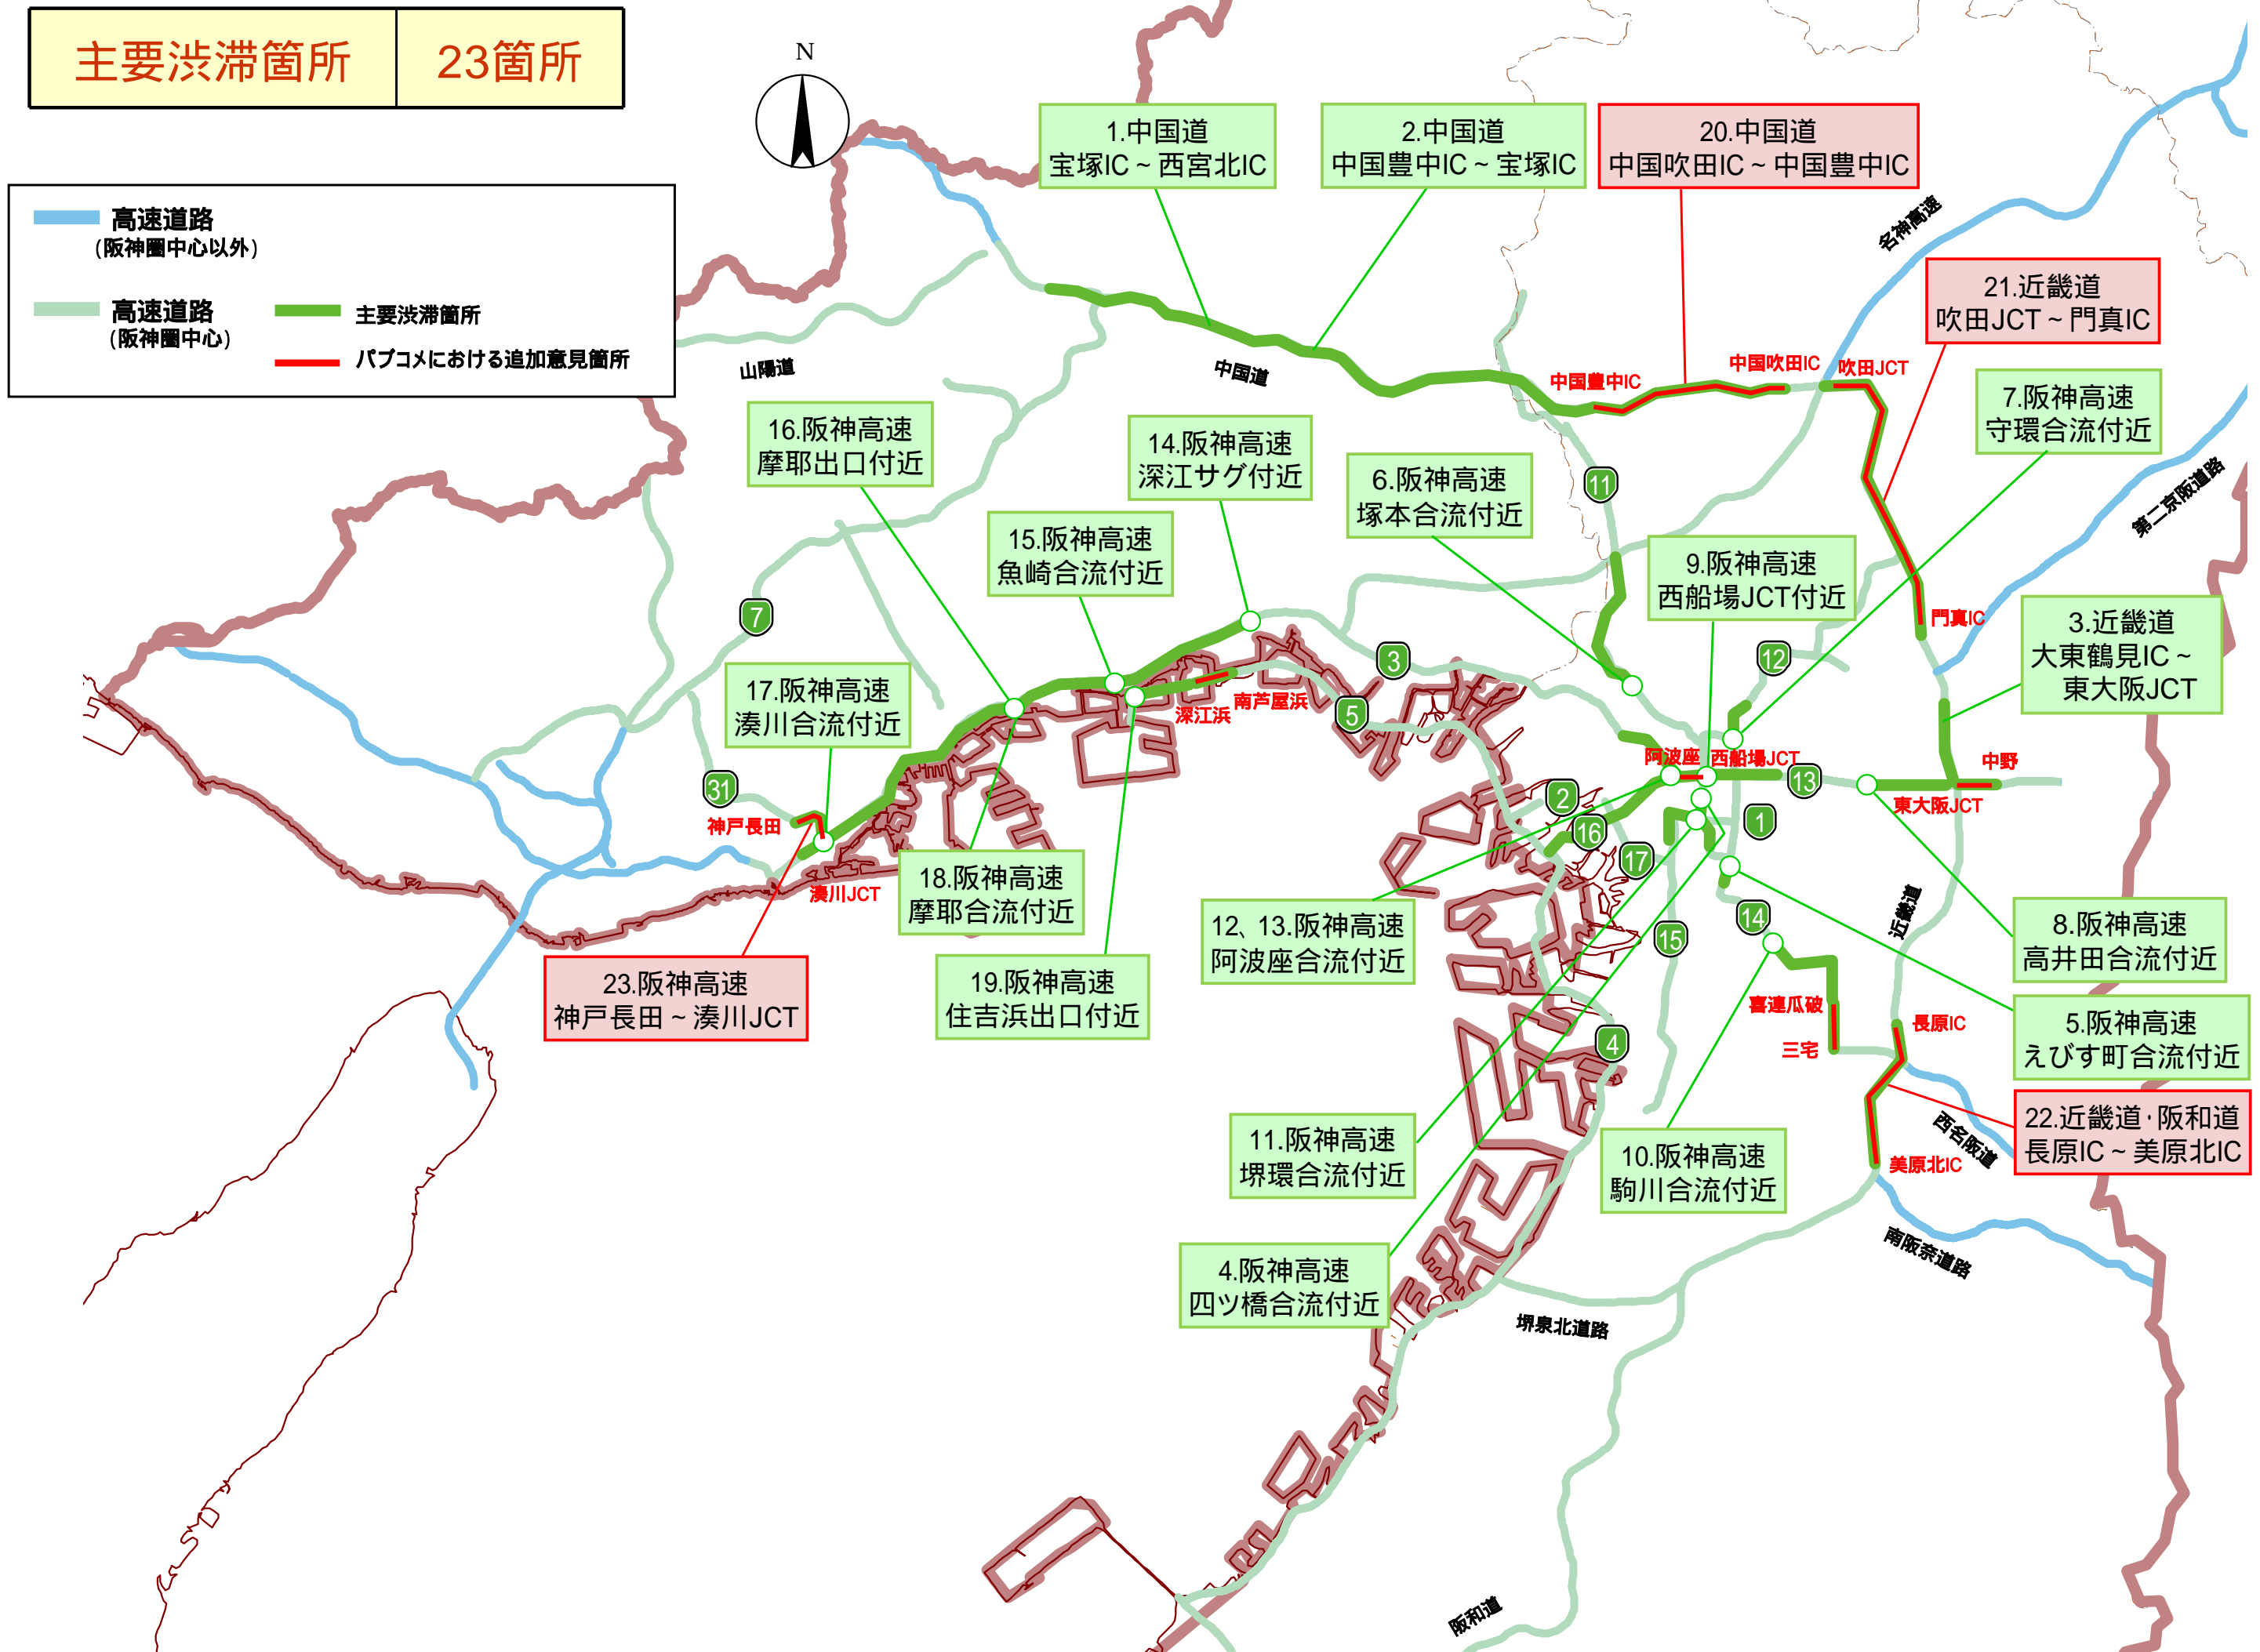 主要渋滞箇所 23箇所
N
高速道路
(阪神圏中心以外)
高速道路
(阪神圏中心)
主要渋滞箇所
パブコメにおける追加意見箇所
1.中国道
宝塚IC～西宮北IC
2.中国道
中国豊中IC～宝塚IC
20.中国道
中国吹田IC～中国豊中IC
名神高速
21.近畿道
吹田JCT～門真IC
山陽道
中国道
中国豊中IC
中国吹田IC
吹田JCT
7.阪神高速
守環合流付近
16.阪神高速
摩耶出口付近
14.阪神高速
深江サグ付近
6.阪神高速
塚本合流付近
11
第二京阪道路
15.阪神高速
魚崎合流付近
9.阪神高速
西船場JCT付近
7
門真IC
3.近畿道
大東鶴見IC～
東大阪JCT
3
12
17.阪神高速
湊川合流付近
深江浜
南芦屋浜
5
阿波座
西船場JCT
13
中野
東大阪JCT
31
神戸長田
2
16
1
17
湊川JCT
18.阪神高速
摩耶合流付近
12、13.阪神高速
阿波座合流付近
15
14
近畿道
8.阪神高速
高井田合流付近
23.阪神高速
神戸長田～湊川JCT
19.阪神高速
住吉浜出口付近
喜連瓜破
三宅
長原IC
4
5.阪神高速
えびす町合流付近
11.阪神高速
堺環合流付近
10.阪神高速
駒川合流付近
美原北IC
西名阪道
22.近畿道・阪和道
長原IC～美原北IC
4.阪神高速
四ツ橋合流付近
南阪奈道路
堺泉北道路
阪和道